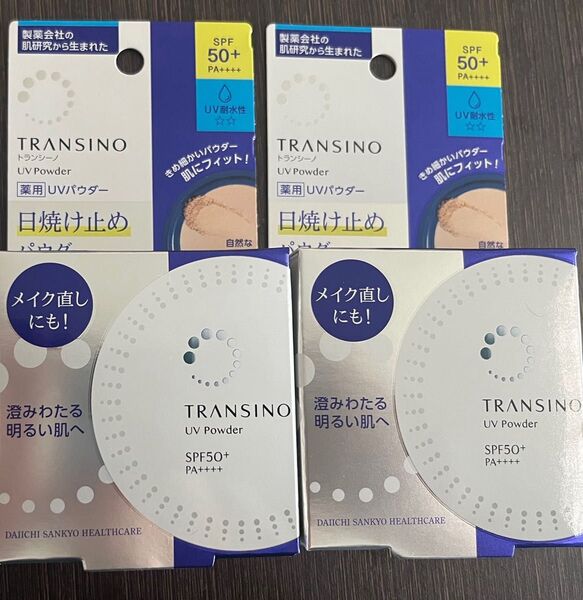 製薬会社の
肌研究から生まれた
SPF
50+
PA++++
UV耐水性
☆☆
TRANSINO
トランシーノ
UV Powder
薬用 UVパウダー
きめ細かいパウダー
肌にフィット!
日焼け止め
パウダ
自然な
製薬会社の
肌研究から生まれた
SPF
50+
PA++++
UV耐水性
☆☆
TRANSINO
トランシーノ
UV Powder
薬用 UVパウダー
きめ細かいパウダー
肌にフィット!
日焼け止め
パウダ
自然な
メイク直し
にも!
澄みわたる
明るい肌へ
TRANSINO
UV Powder
SPF50+
PA++++
DAIICHI SANKYO HEALTHCARE
メイク直し
にも!
澄みわたる
明るい肌へ
TRANSINO
UV Powder
SPF50+
PA++++
DAIICHI SANKYO HEALTHCARE